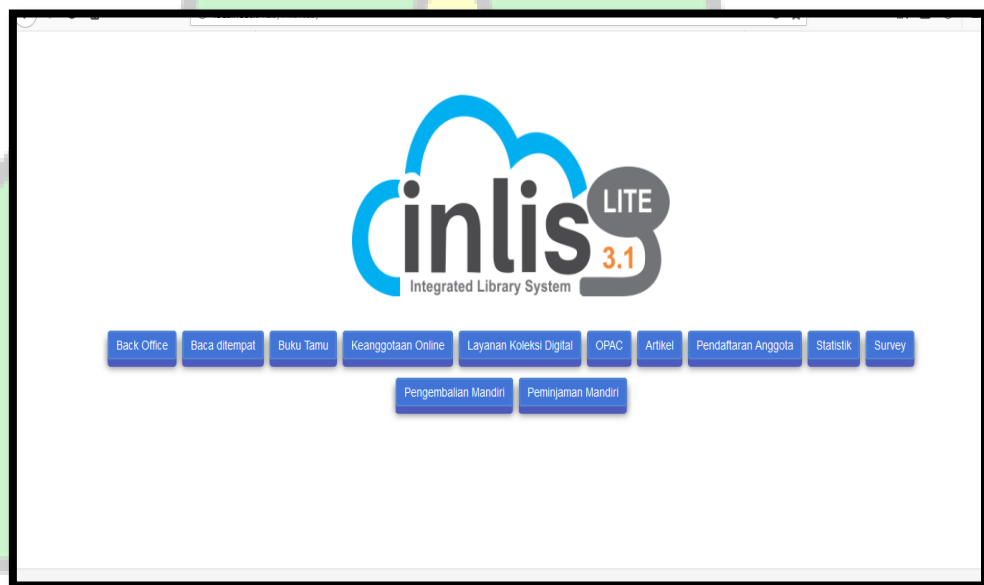 inlis LITE
3.1
Integrated Library System
Back Office Baca ditempat Buku Tamu Keanggotaan Online Layanan Koleksi Digital OPAC Artikel Pendaftaran Anggota Statistik Survey
Pengembalian Mandiri Peminjaman Mandiri